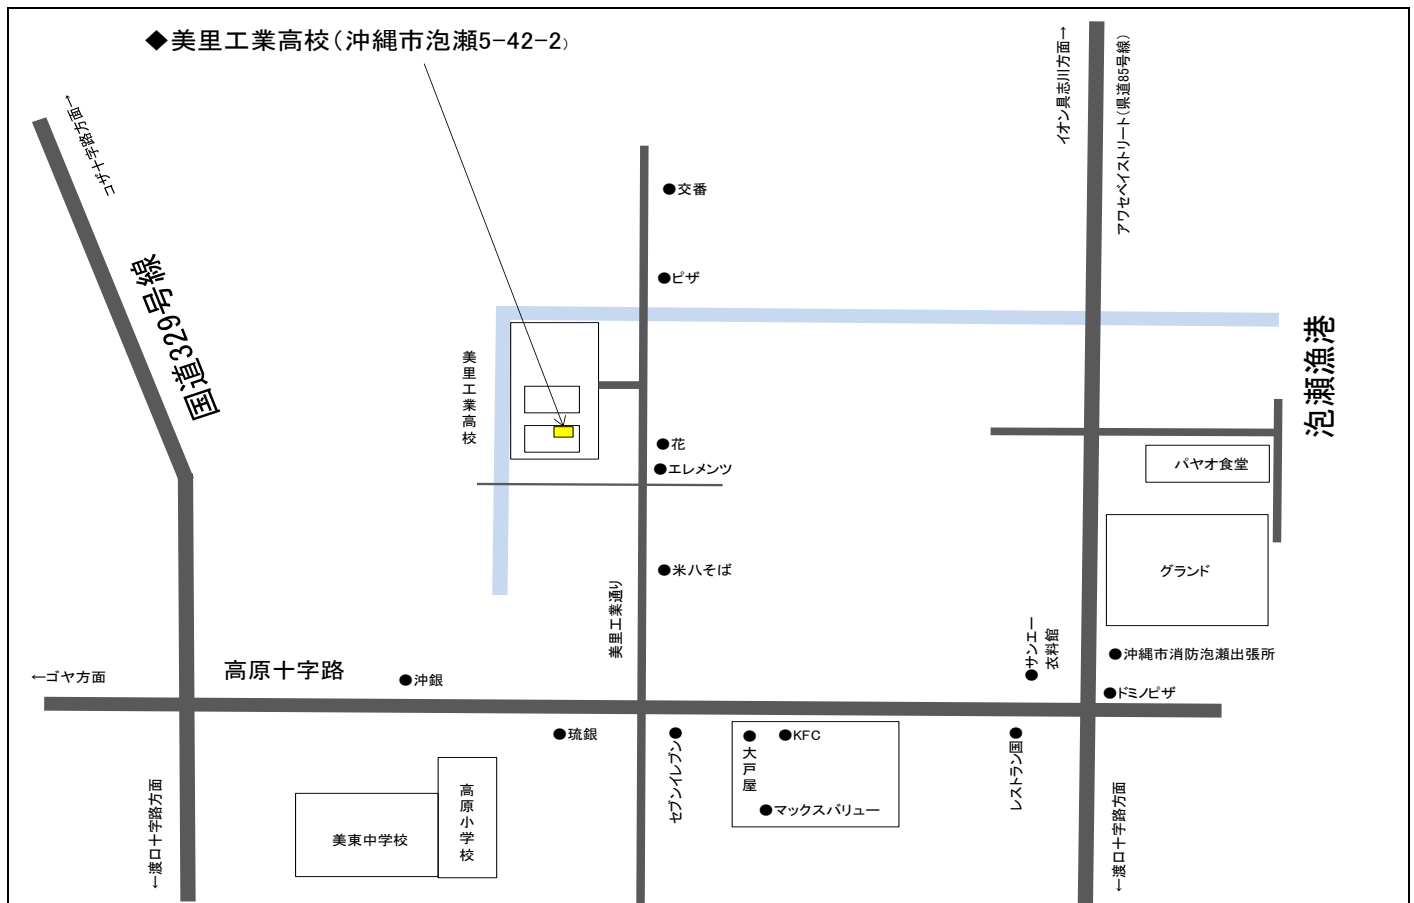 ◆美里工業高校（沖縄市泡瀬5-42-2）
イオン具志川方面→
アワセベイストリート（県道85号線）
コザ十字路方面→
国道329号線
交番
ピザ
美里工業高校
泡瀬漁港
花
エレメンツ
パヤオ食堂
米八そば
グランド
美里工業通り
サンエー
衣料館
沖縄市消防泡瀬出張所
←ゴヤ方面
高原十字路
沖銀
ドミノピザ
琉銀
セブンイレブン
大戸屋
KFC
レストラン国
マックスバリュー
高原小学校
美東中学校
←渡口十字路方面
←渡口十字路方面